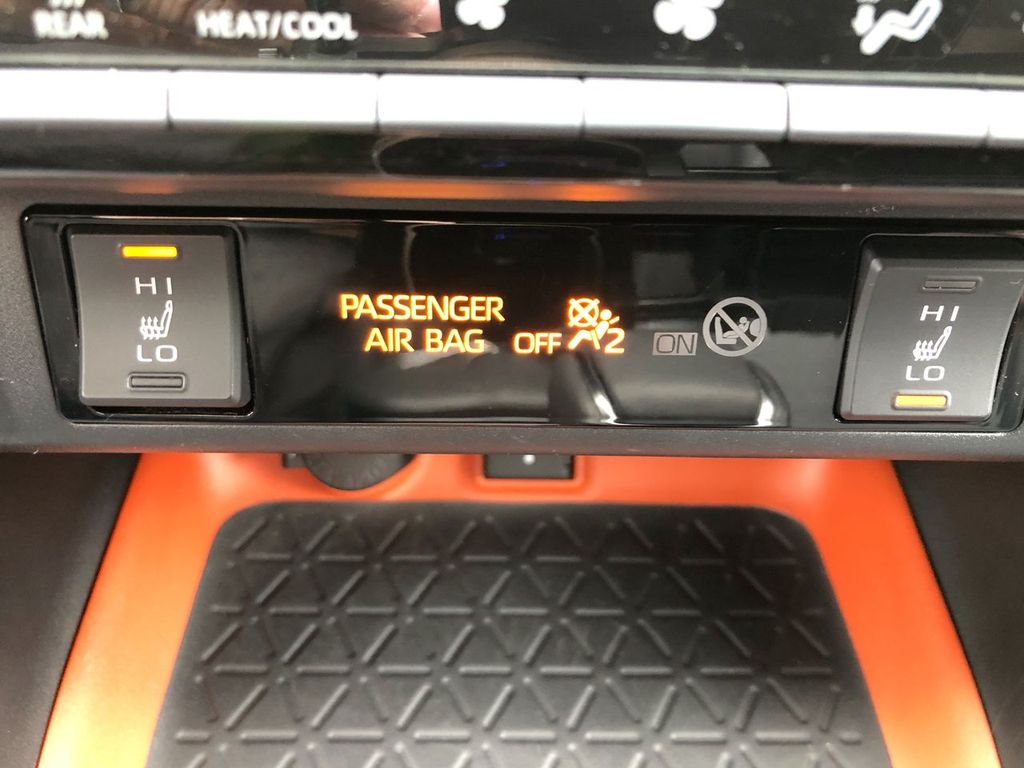 REAR HEAT/COOL
HI
LO
PASSENGER
AIR BAG OFF 2 ON
HI
LO